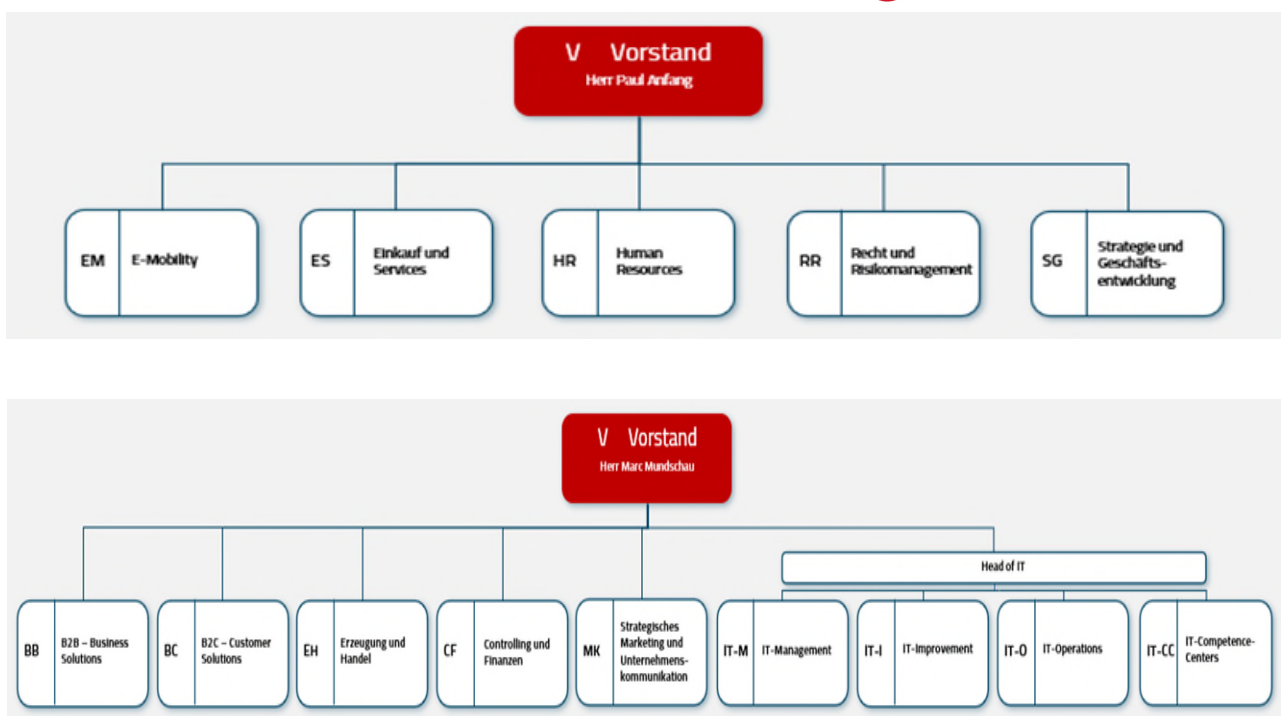 V Vorstand
Herr Paul Anfang
EM
E-Mobility
ES
Einkauf und
Services
HR
Human
Resources
RR
Recht und
Risikomanagement
SG
Strategie und
Geschäfts-
entwicklung
V Vorstand
Herr Marc Mundschau
Head of IT
BB
B2B – Business
Solutions
BC
B2C – Customer
Solutions
EH
Erzeugung und
Handel
CF
Controlling und
Finanzen
MK
Strategisches
Marketing und
Unternehmens-
kommunikation
IT-M
IT-Management
IT-I
IT-Improvement
IT-O
IT-Operations
IT-CC
IT-Competence-
Centers